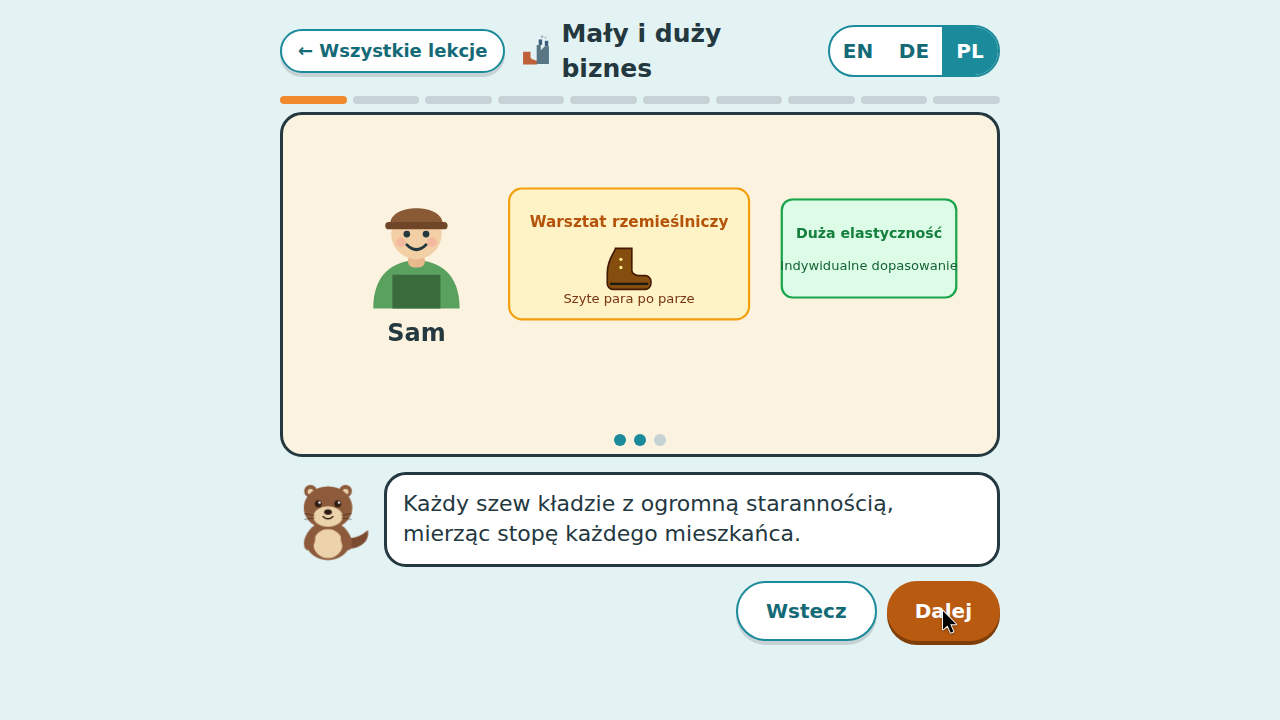 ← Wszystkie lekcje
Mały i duży
biznes
EN DE PL
Warsztat rzemieślniczy
Szyte para po parze
Duża elastyczność
Indywidualne dopasowanie
Sam
Każdy szew kładzie z ogromną starannością,
mierząc stopę każdego mieszkańca.
Wstecz
Dalej